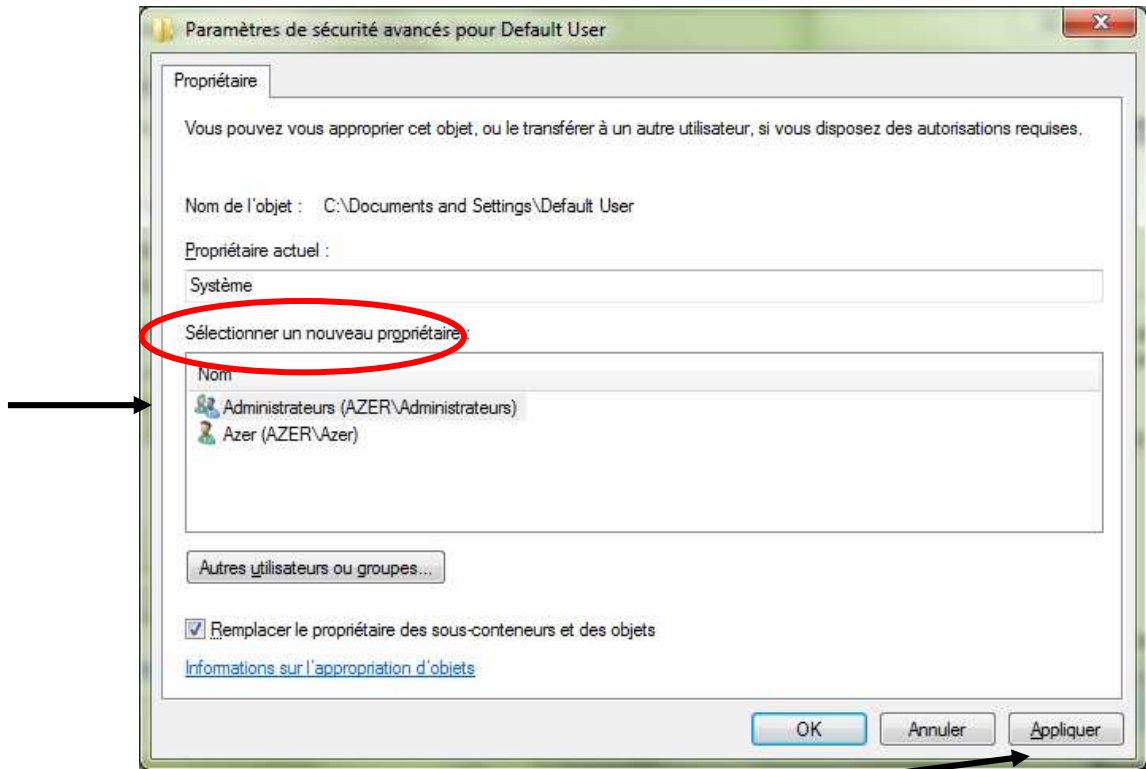 Paramètres de sécurité avancés pour Default User
Propriétaire
Vous pouvez vous approprier cet objet, ou le transférer à un autre utilisateur, si vous disposez des autorisations requises.
Nom de l'objet : C:\Documents and Settings\Default User
Propriétaire actuel :
Système
Sélectionner un nouveau propriétaire :
Nom
Administrateurs (AZER\Administrateurs)
Azer (AZER\Azer)
Autres utilisateurs ou groupes...
Remplacer le propriétaire des sous-conteneurs et des objets
Informations sur l'appropriation d'objets
OK Annuler Appliquer